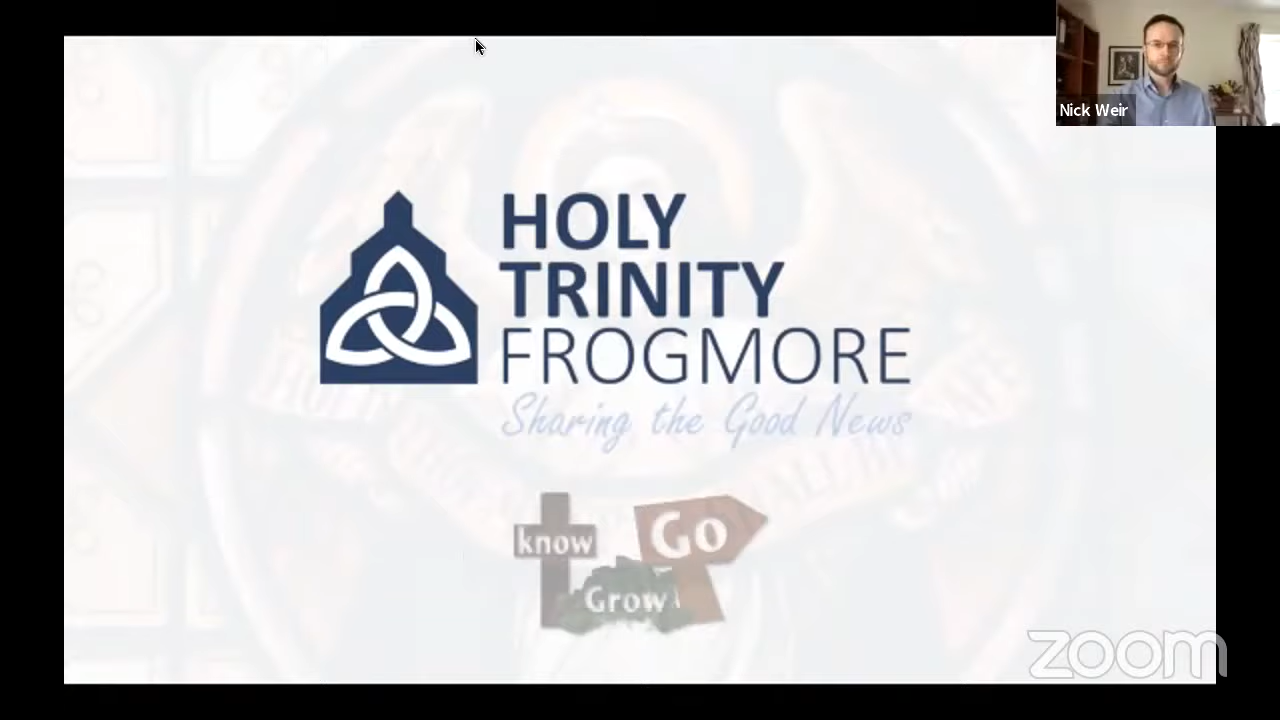 Nick Weir
HOLY
TRINITY
FROGMORE
Sharing the Good News
know
Go
Grow
zoom